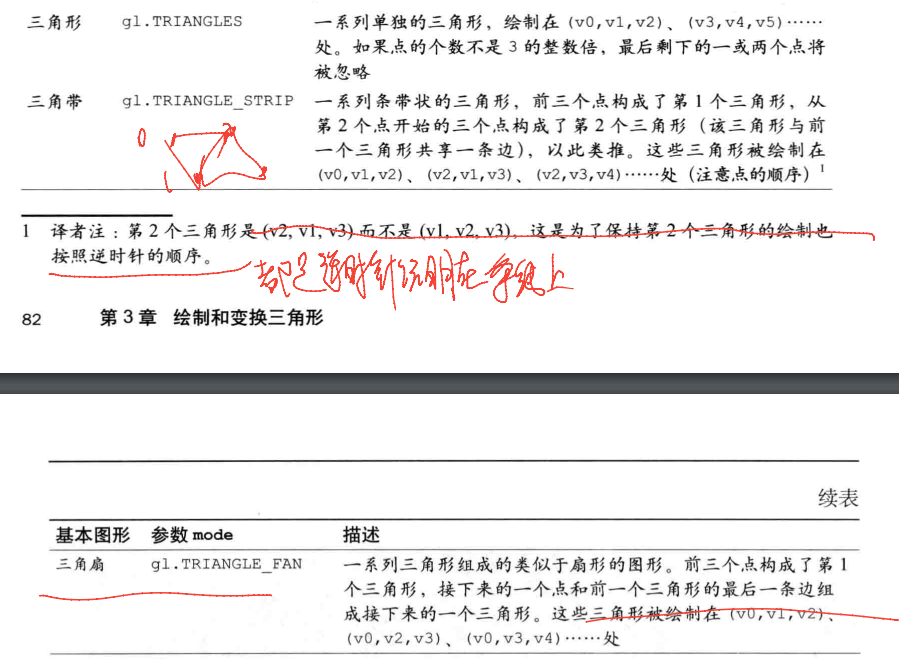 三角形 gl.TRIANGLES 一系列单独的三角形，绘制在 (v0,v1,v2)、(v3,v4,v5)……
处。如果点的个数不是 3 的整数倍，最后剩下的一或两个点将
被忽略
三角带 gl.TRIANGLE_STRIP 一系列条带状的三角形，前三个点构成了第 1 个三角形，从
第 2 个点开始的三个点构成了第 2 个三角形（该三角形与前
一个三角形共享一条边），以此类推。这些三角形被绘制在
(v0,v1,v2)、(v2,v1,v3)、(v2,v3,v4)……处（注意点的顺序）1
0
1 译者注：第 2 个三角形是 (v2, v1, v3) 而不是 (v1, v2, v3)，这是为了保持第 2 个三角形的绘制也
按照逆时针的顺序。
都是逆时针
82 第 3 章 绘制和变换三角形
续表
基本图形 参数 mode 描述
三角扇 gl.TRIANGLE_FAN 一系列三角形组成的类似于扇形的图形。前三个点构成了第 1
个三角形，接下来的一个点和前一个三角形的最后一条边组
成接下来的一个三角形。这些三角形被绘制在 (v0,v1,v2)、
(v0,v2,v3)、(v0,v3,v4)……处